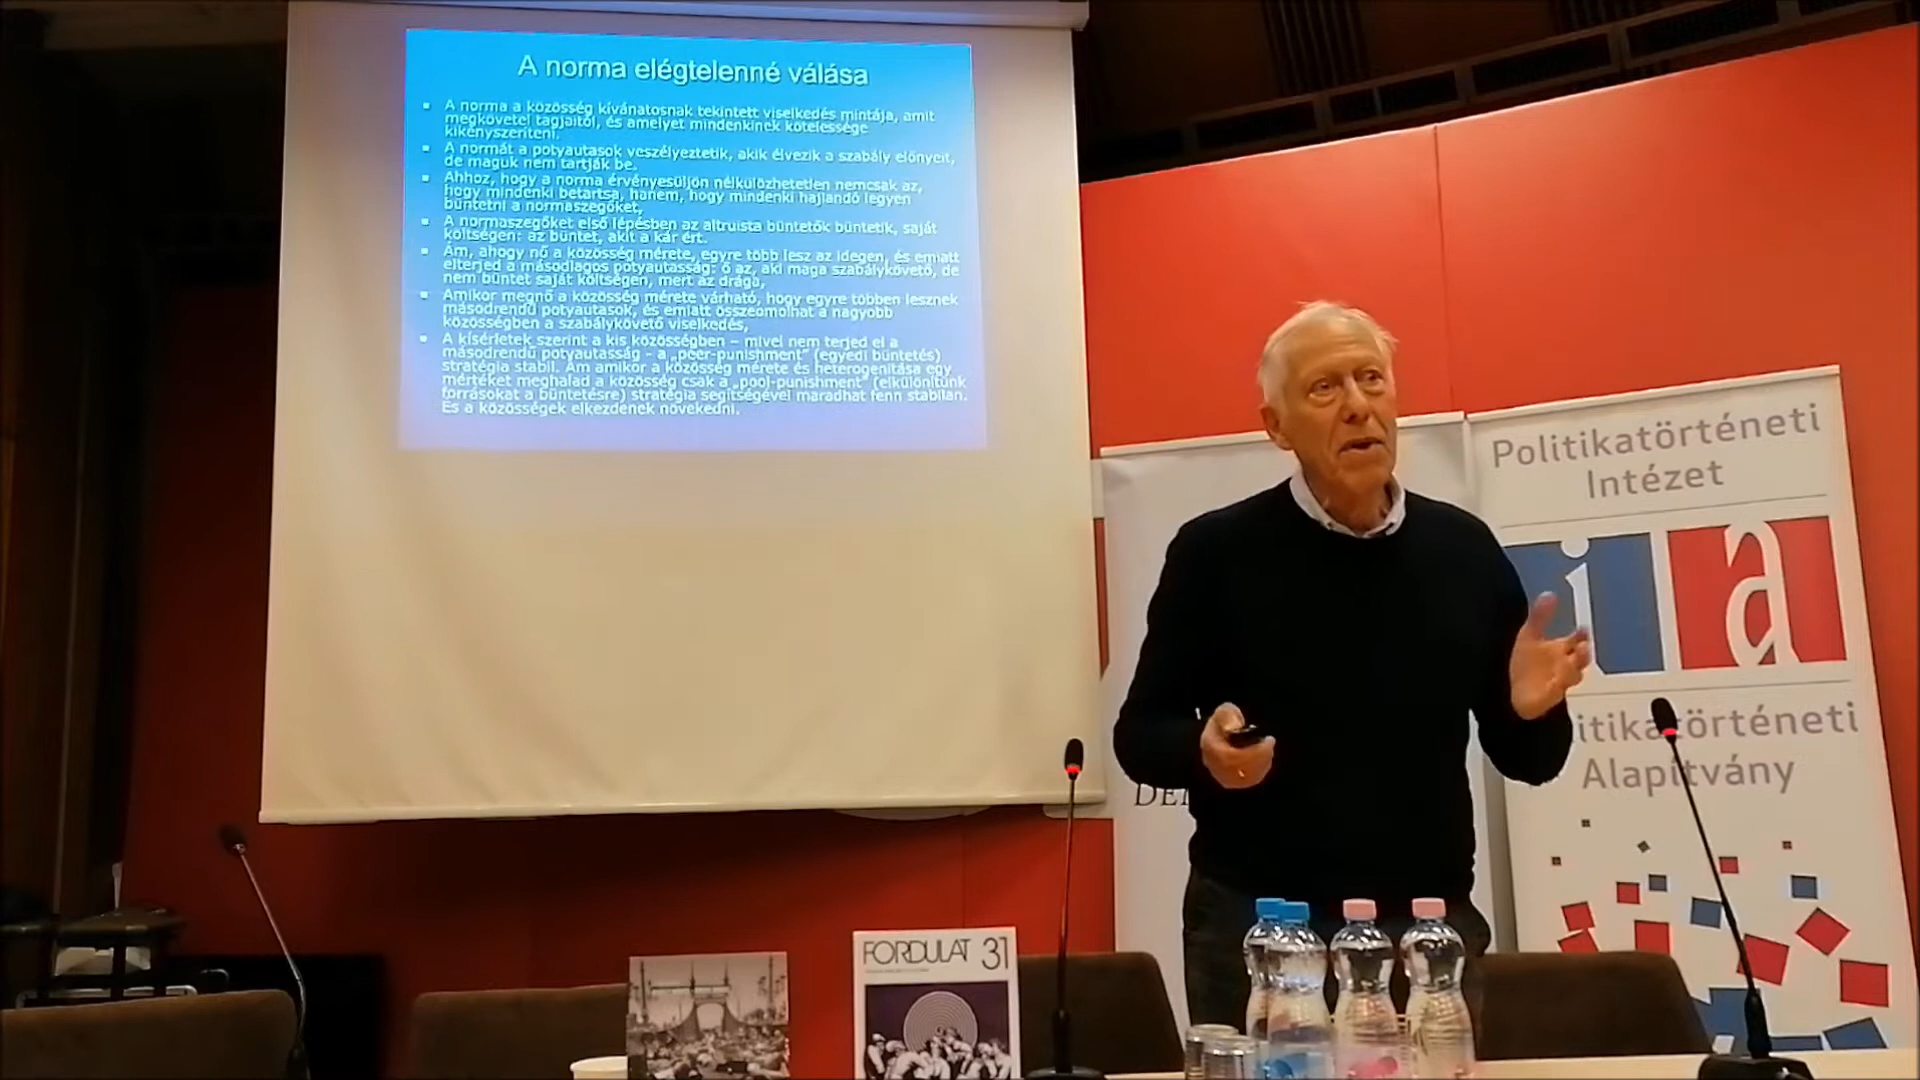 A norma elégtelenné válása
A norma a közösség kívánatosnak tekintett viselkedés mintája, amit
megkövetel tagjaitól, és amelyet mindenkinek kötelessége
kikényszeríteni.
A normát a potyautasok veszélyeztetik, akik élvezik a szabály előnyeit,
de maguk nem tartják be.
Ahhoz, hogy a norma érvényesüljön nélkülözhetetlen nemcsak az,
hogy mindenki betartsa, hanem, hogy mindenki hajlandó legyen
büntetni a normaszegőket,
A normaszegőket első lépésben az altruista büntetők büntetik, saját
költségen: az büntet, akit a kár ért.
Ám, ahogy nő a közösség mérete, egyre több lesz az idegen, és emiatt
elterjed a másodlagos potyautasság: ő az, aki maga szabálykövető, de
nem büntet saját költségen, mert az drága,
Amikor megnő a közösség mérete várható, hogy egyre többen lesznek
másodrendű potyautasok, és emiatt összeomolhat a nagyobb
közösségben a szabálykövető viselkedés,
A kísérletek szerint a kis közösségben – mivel nem terjed el a
másodrendű potyautasság - a „peer-punishment” (egyedi büntetés)
stratégia stabil. Ám amikor a közösség mérete és heterogenitása egy
mértéket meghalad a közösség csak a „pool-punishment” (elkülönítünk
forrásokat a büntetésre) stratégia segítségével maradhat fenn stabilan.
És a közösségek elkezdenek növekedni.
Politikatörténeti
Intézet
i a
itikatörténeti
Alapítvány
DE
FORDULAT 31